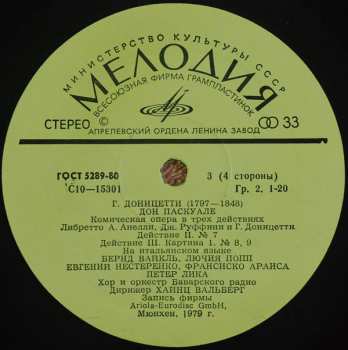 МИНИСТЕРСТВО КУЛЬТУРЫ СССР
МЕЛОДИЯ
ВСЕСОЮЗНАЯ ФИРМА ГРАМПЛАСТИНОК
СТЕРЕО
33
АПРЕЛЕВСКИЙ ОРДЕНА ЛЕНИНА ЗАВОД
ГОСТ 5289-80
С10—15301
3 (4 стороны)
Гр. 2. 1-20
Г. ДОНИЦЕТТИ (1797—1848)
ДОН ПАСКУАЛЕ
Комическая опера в трех действиях
Либретто А. Анелли, Дж. Руффини и Г. Доницетти
Действие II. № 7
Действие III. Картина 1. № 8, 9
На итальянском языке
БЕРНД ВАЙКЛЬ, ЛЮЧИЯ ПОПП
ЕВГЕНИЙ НЕСТЕРЕНКО, ФРАНСИСКО АРАИСА
ПЕТЕР ЛИКА
Хор и оркестр Баварского радио
Дирижер ХАЙНЦ ВАЛЬБЕРГ
Запись фирмы
Ariola-Eurodisc GmbH,
Мюнхен, 1979 г.